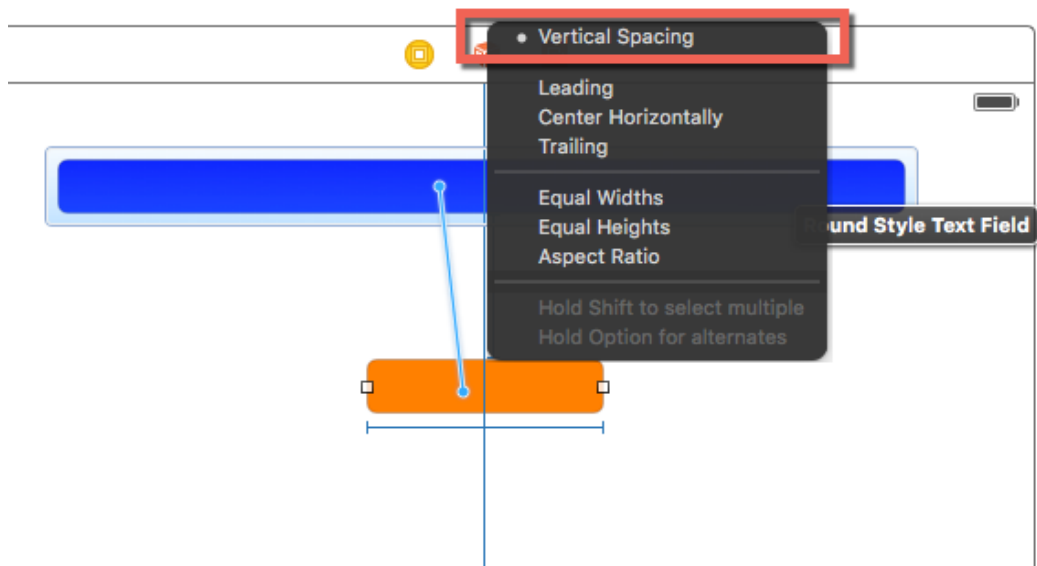 Vertical Spacing
Leading
Center Horizontally
Trailing
Equal Widths
Equal Heights
Aspect Ratio
Style Text Field
Hold Shift to select multiple
Hold Option for alternates